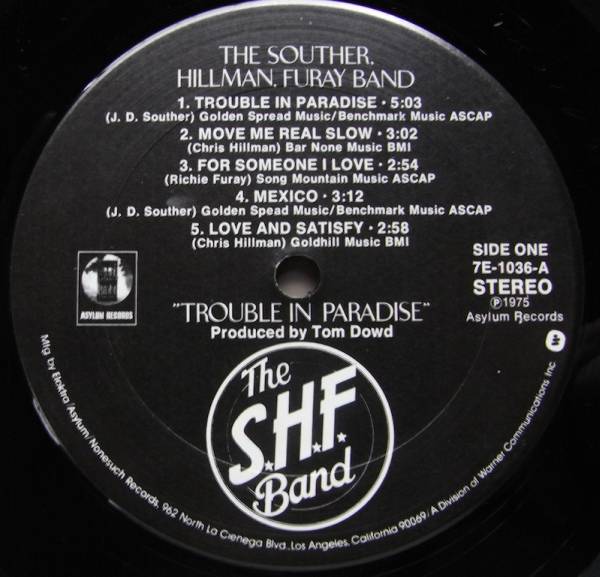 THE SOUTHER,
HILLMAN, FURAY BAND
1. TROUBLE IN PARADISE • 5:03
(J. D. Souther) Golden Spread Music/Benchmark Music ASCAP
2. MOVE ME REAL SLOW • 3:02
(Chris Hillman) Bar None Music BMI
3. FOR SOMEONE I LOVE • 2:54
(Richie Furay) Song Mountain Music ASCAP
4. MEXICO • 3:12
(J. D. Souther) Golden Spread Music/Benchmark Music ASCAP
5. LOVE AND SATISFY • 2:58
(Chris Hillman) Goldhill Music BMI
ASYLUM RECORDS
SIDE ONE
7E-1036-A
STEREO
℗1975
Asylum Records
"TROUBLE IN PARADISE"
Produced by Tom Dowd
The
S.H.F.
Band
Mfg. by Elektra/Asylum/Nonesuch Records, 962 North La Cienega Blvd., Los Angeles, California 90069/A Division of Warner Communications Inc